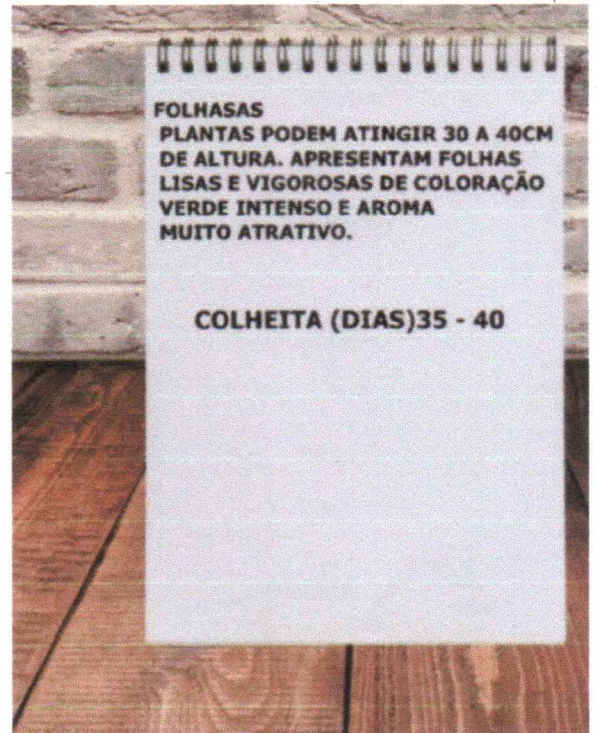 FOLHASAS
PLANTAS PODEM ATINGIR 30 A 40CM
DE ALTURA. APRESENTAM FOLHAS
LISAS E VIGOROSAS DE COLORAÇÃO
VERDE INTENSO E AROMA
MUITO ATRATIVO.
COLHEITA (DIAS)35 - 40